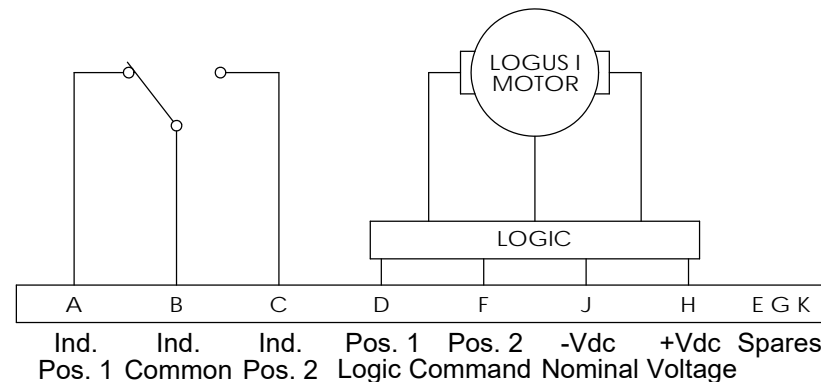 LOGUS I
MOTOR
LOGIC
A B C D F J H E G K
Ind. Ind. Ind. Pos. 1 Pos. 2 -Vdc +Vdc Spares
Pos. 1 Common Pos. 2 Logic Command Nominal Voltage